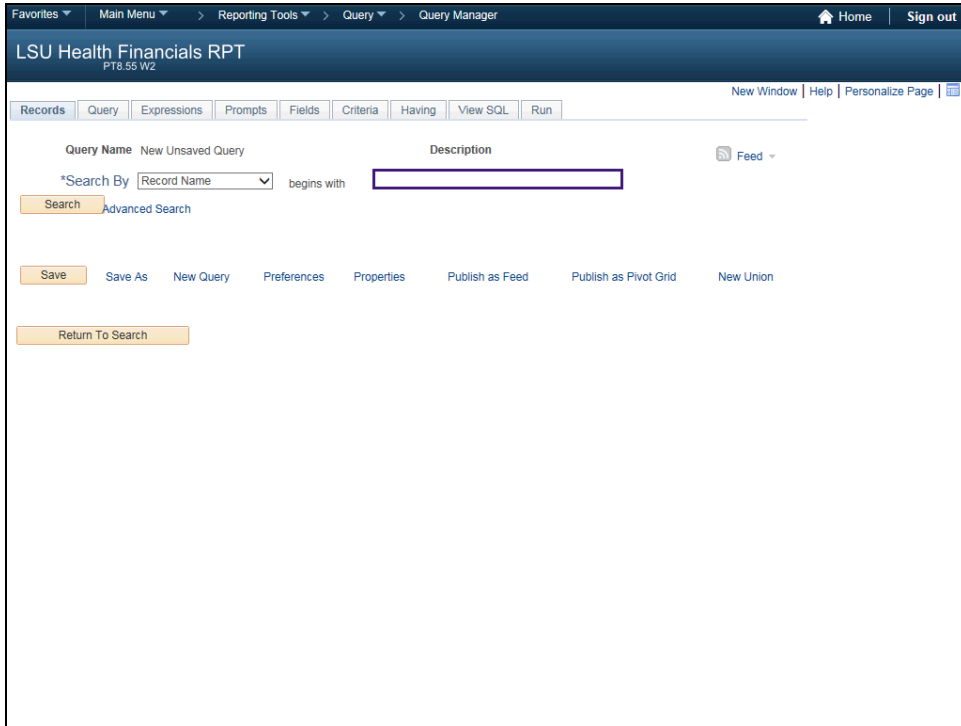 Favorites Main Menu > Reporting Tools > Query > Query Manager Home Sign out
LSU Health Financials RPT
PT8.55 W2
New Window | Help | Personalize Page |
Records Query Expressions Prompts Fields Criteria Having View SQL Run
Query Name New Unsaved Query Description Feed
*Search By Record Name begins with
Search Advanced Search
Save Save As New Query Preferences Properties Publish as Feed Publish as Pivot Grid New Union
Return To Search